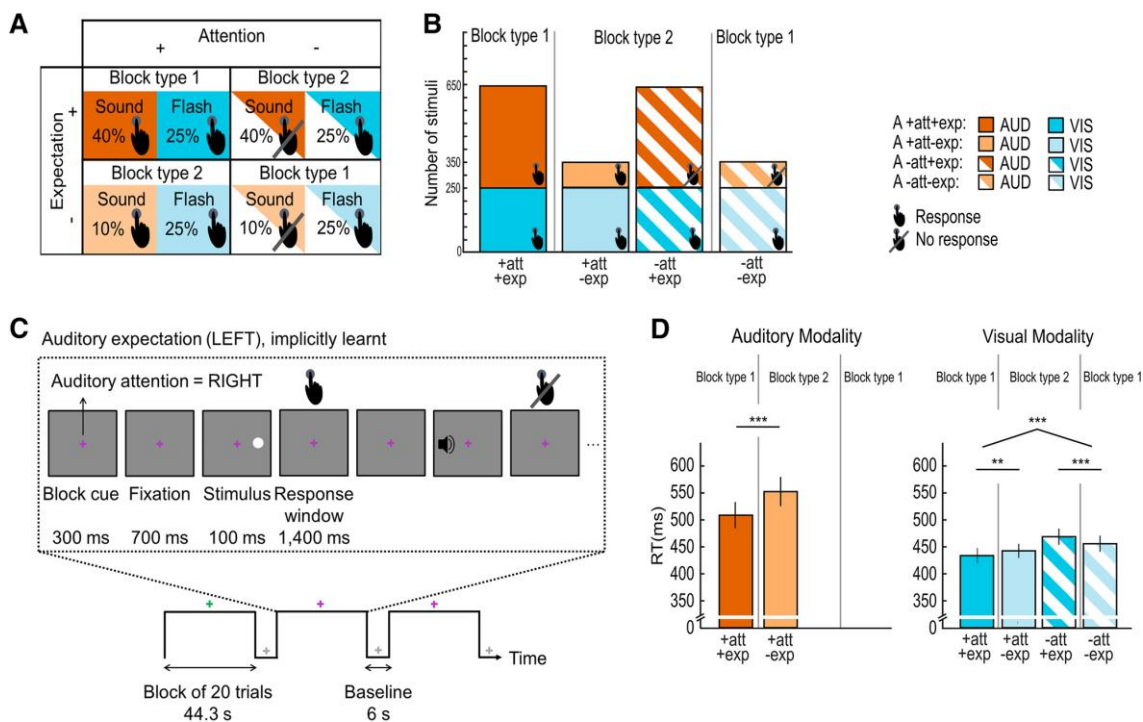 A
Attention
+ -
Expectation
Block type 1 Block type 2
+
Sound Flash Sound Flash
40% 25% 40% 25%
Block type 2 Block type 1
-
Sound Flash Sound Flash
10% 25% 10% 25%
B
Block type 1 Block type 2 Block type 1
Number of stimuli
650
350
250
0
+att +att -att -att
+exp -exp +exp -exp
A +att+exp: AUD VIS
A +att-exp: AUD VIS
A -att+exp: AUD VIS
A -att-exp: AUD VIS
Response
No response
C
Auditory expectation (LEFT), implicitly learnt
Auditory attention = RIGHT
...
Block cue Fixation Stimulus Response
window
300 ms 700 ms 100 ms 1,400 ms
Time
Block of 20 trials Baseline
44.3 s 6 s
D
Auditory Modality
Block type 1 Block type 2 Block type 1
***
RT(ms)
600
550
500
450
400
350
0
+att +att
+exp -exp
Visual Modality
Block type 1 Block type 2 Block type 1
***
** ***
600
550
500
450
400
350
0
+att +att -att -att
+exp -exp +exp -exp